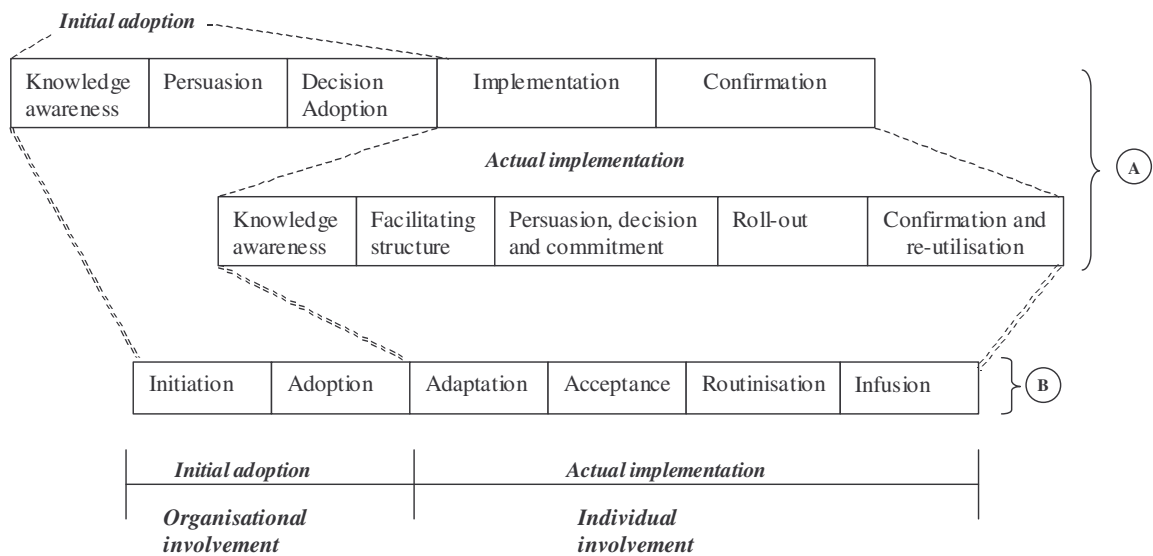 Initial adoption
Knowledge awareness
Persuasion
Decision Adoption
Implementation
Confirmation
Actual implementation
A
Knowledge awareness
Facilitating structure
Persuasion, decision and commitment
Roll-out
Confirmation and re-utilisation
Initiation
Adoption
Adaptation
Acceptance
Routinisation
Infusion
B
Initial adoption
Actual implementation
Organisational involvement
Individual involvement